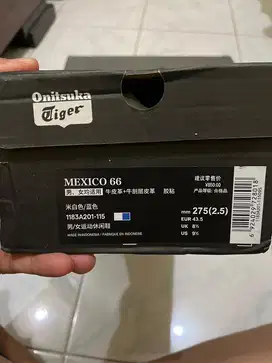 Onitsuka
Tiger
MEXICO 66
男、女均适用 牛皮革+牛剖层皮革 胶粘
米白色/蓝色
1183A201-115
男/女运动休闲鞋
MADE IN INDONESIA / FABRIQUE EN INDONESIE
建议零售价
¥850.00
产品等级: 合格品
275(2.5)
EUR 43.5
UK 8½
US 9½